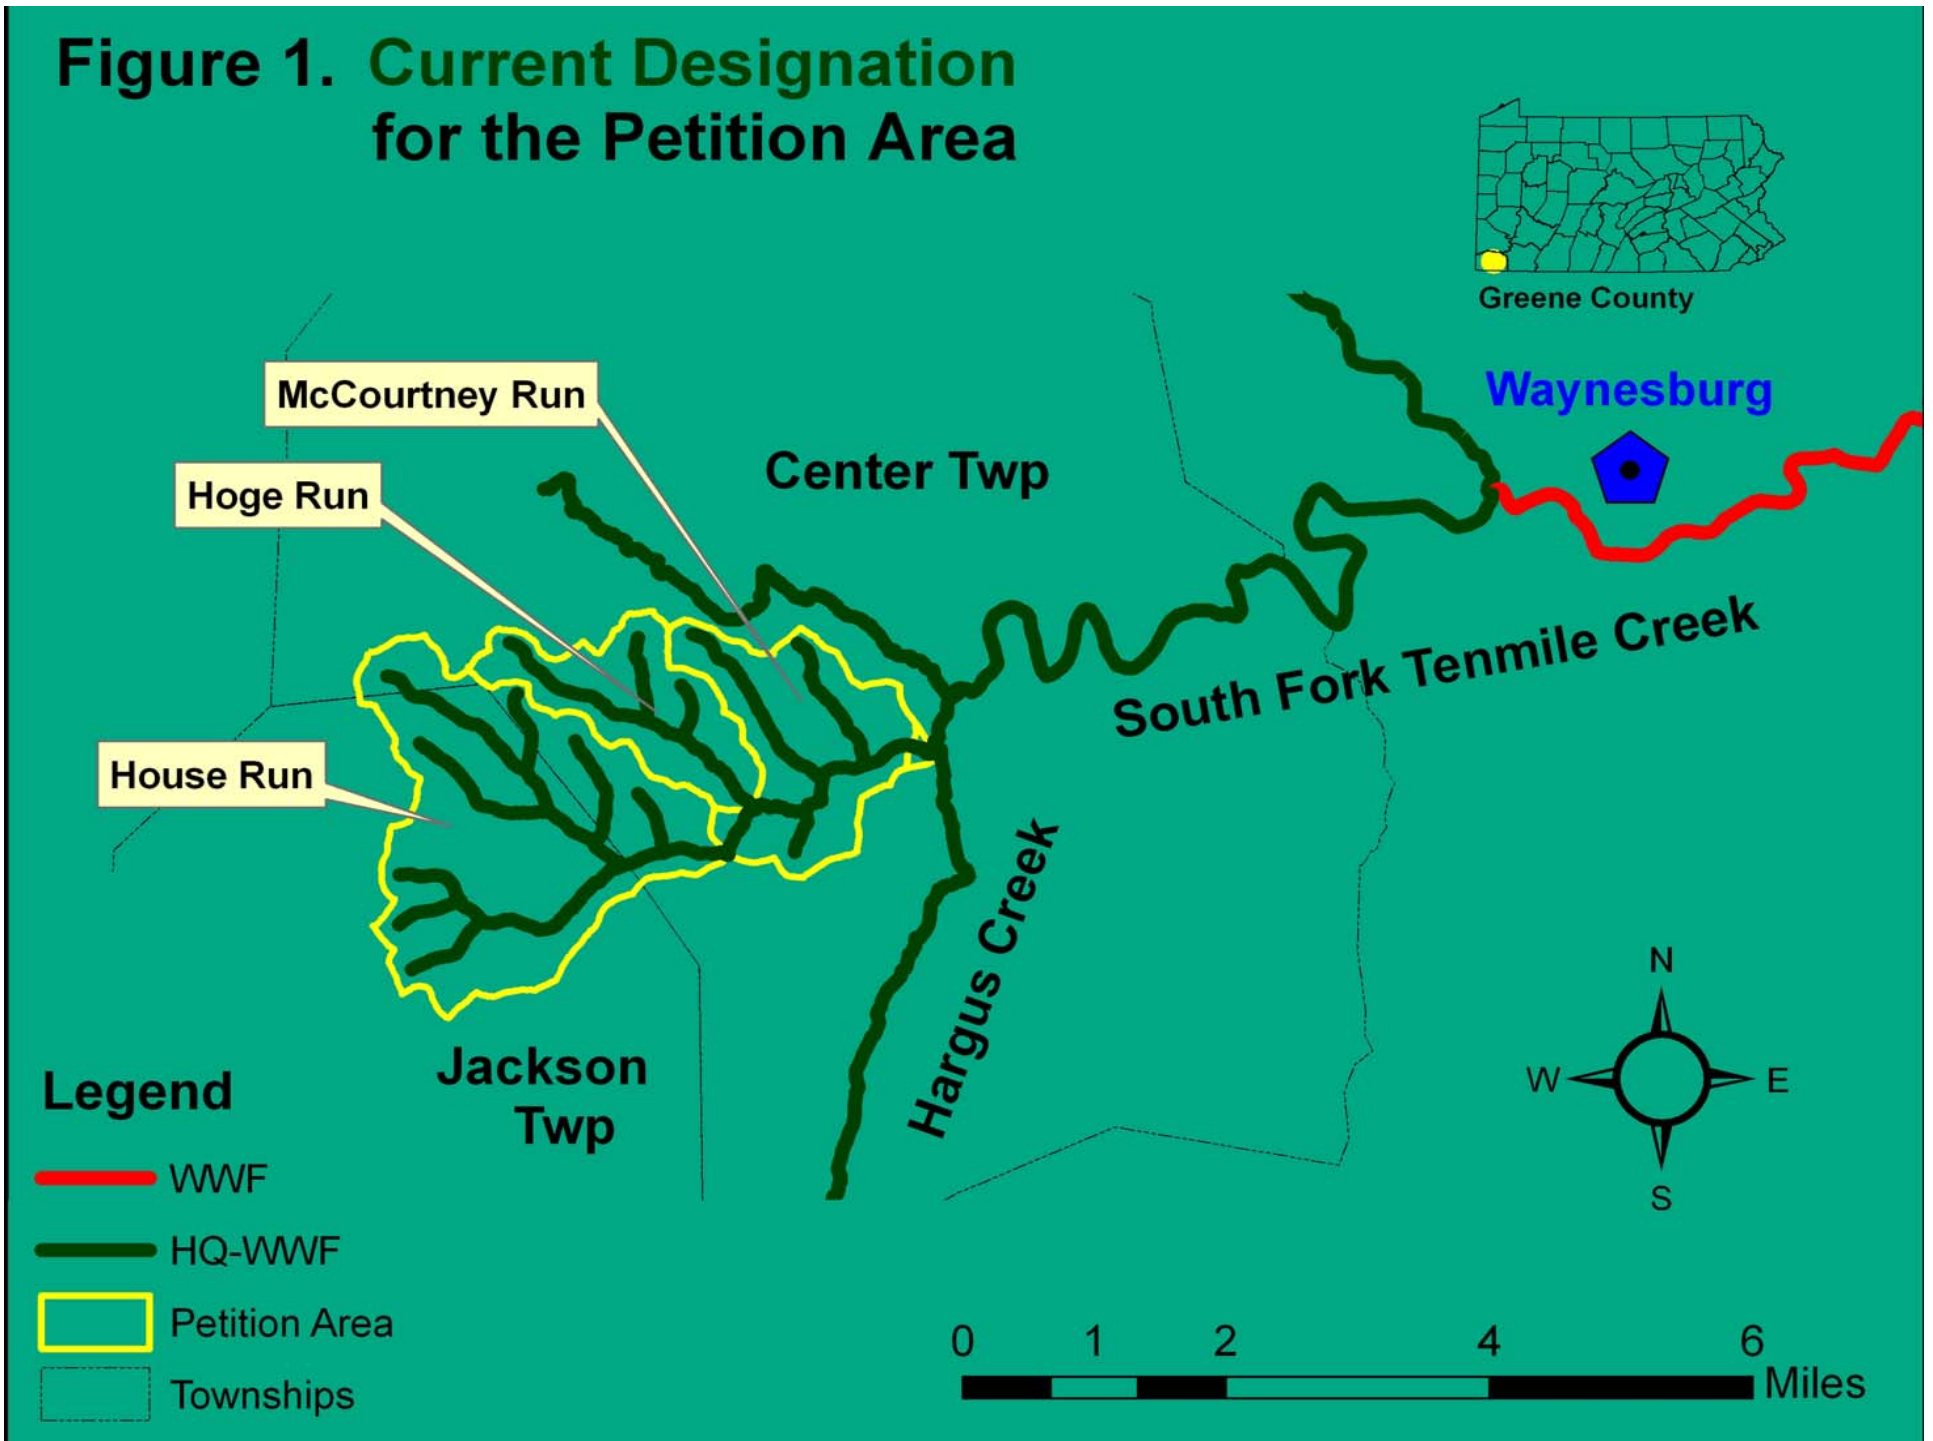 Figure 1. Current Designation
for the Petition Area
Greene County
Waynesburg
McCourtney Run
Center Twp
Hoge Run
South Fork Tenmile Creek
House Run
Hargus Creek
Jackson
Twp
N
W
E
S
Legend
WWF
HQ-WWF
Petition Area
Townships
0 1 2 4 6
Miles